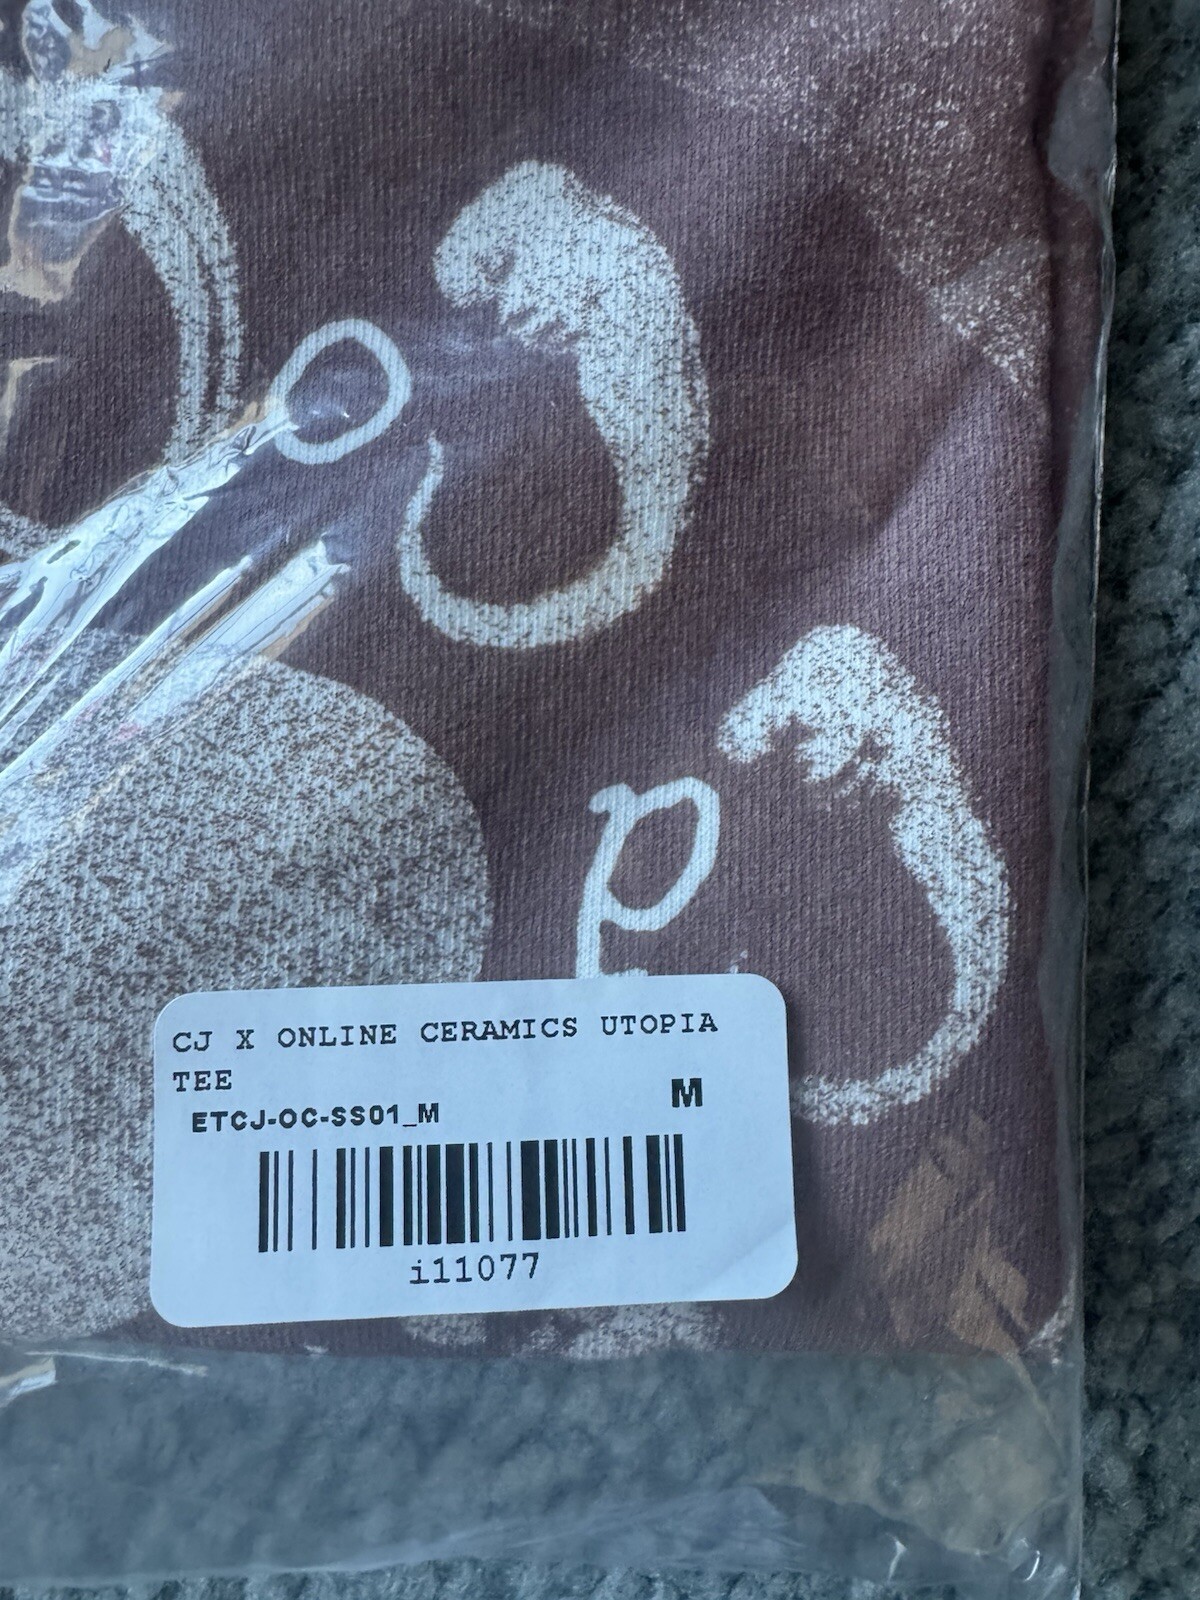 o
p
CJ X ONLINE CERAMICS UTOPIA
TEE
M
ETCJ-OC-SS01_M
i11077